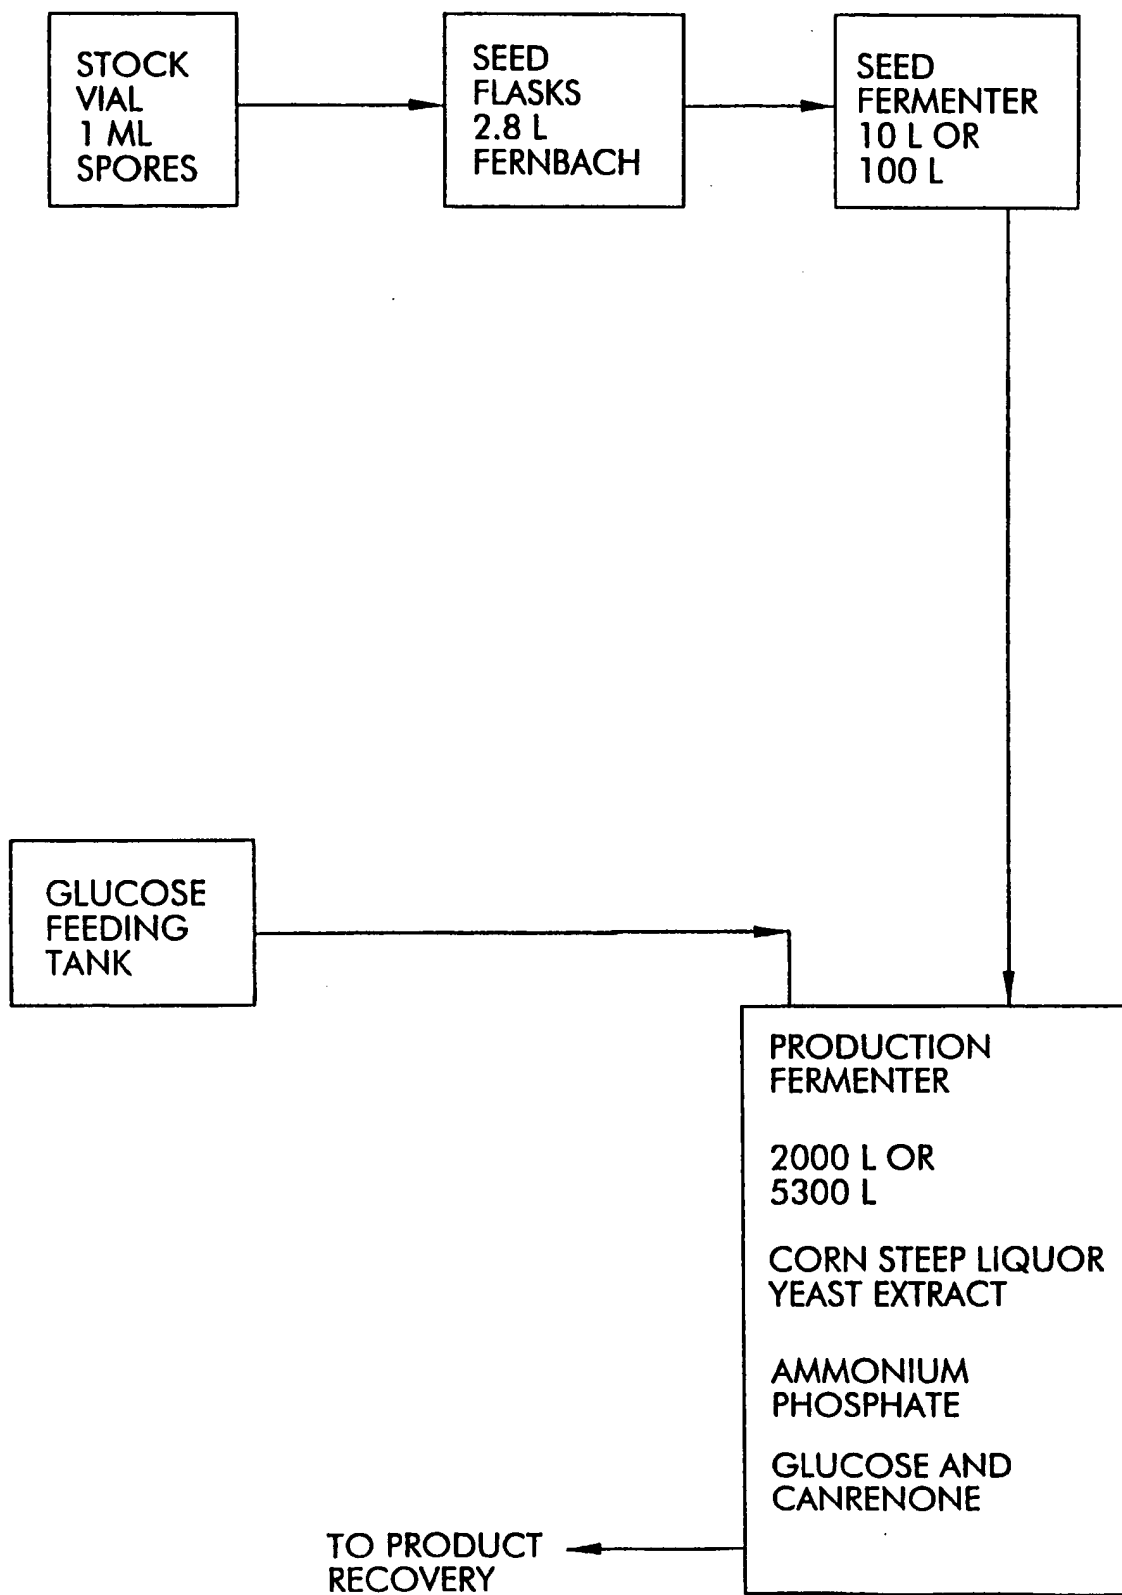 STOCK
VIAL
1 ML
SPORES
SEED
FLASKS
2.8 L
FERNBACH
SEED
FERMENTER
10 L OR
100 L
GLUCOSE
FEEDING
TANK
PRODUCTION
FERMENTER
2000 L OR
5300 L
CORN STEEP LIQUOR
YEAST EXTRACT
AMMONIUM
PHOSPHATE
GLUCOSE AND
CANRENONE
TO PRODUCT
RECOVERY